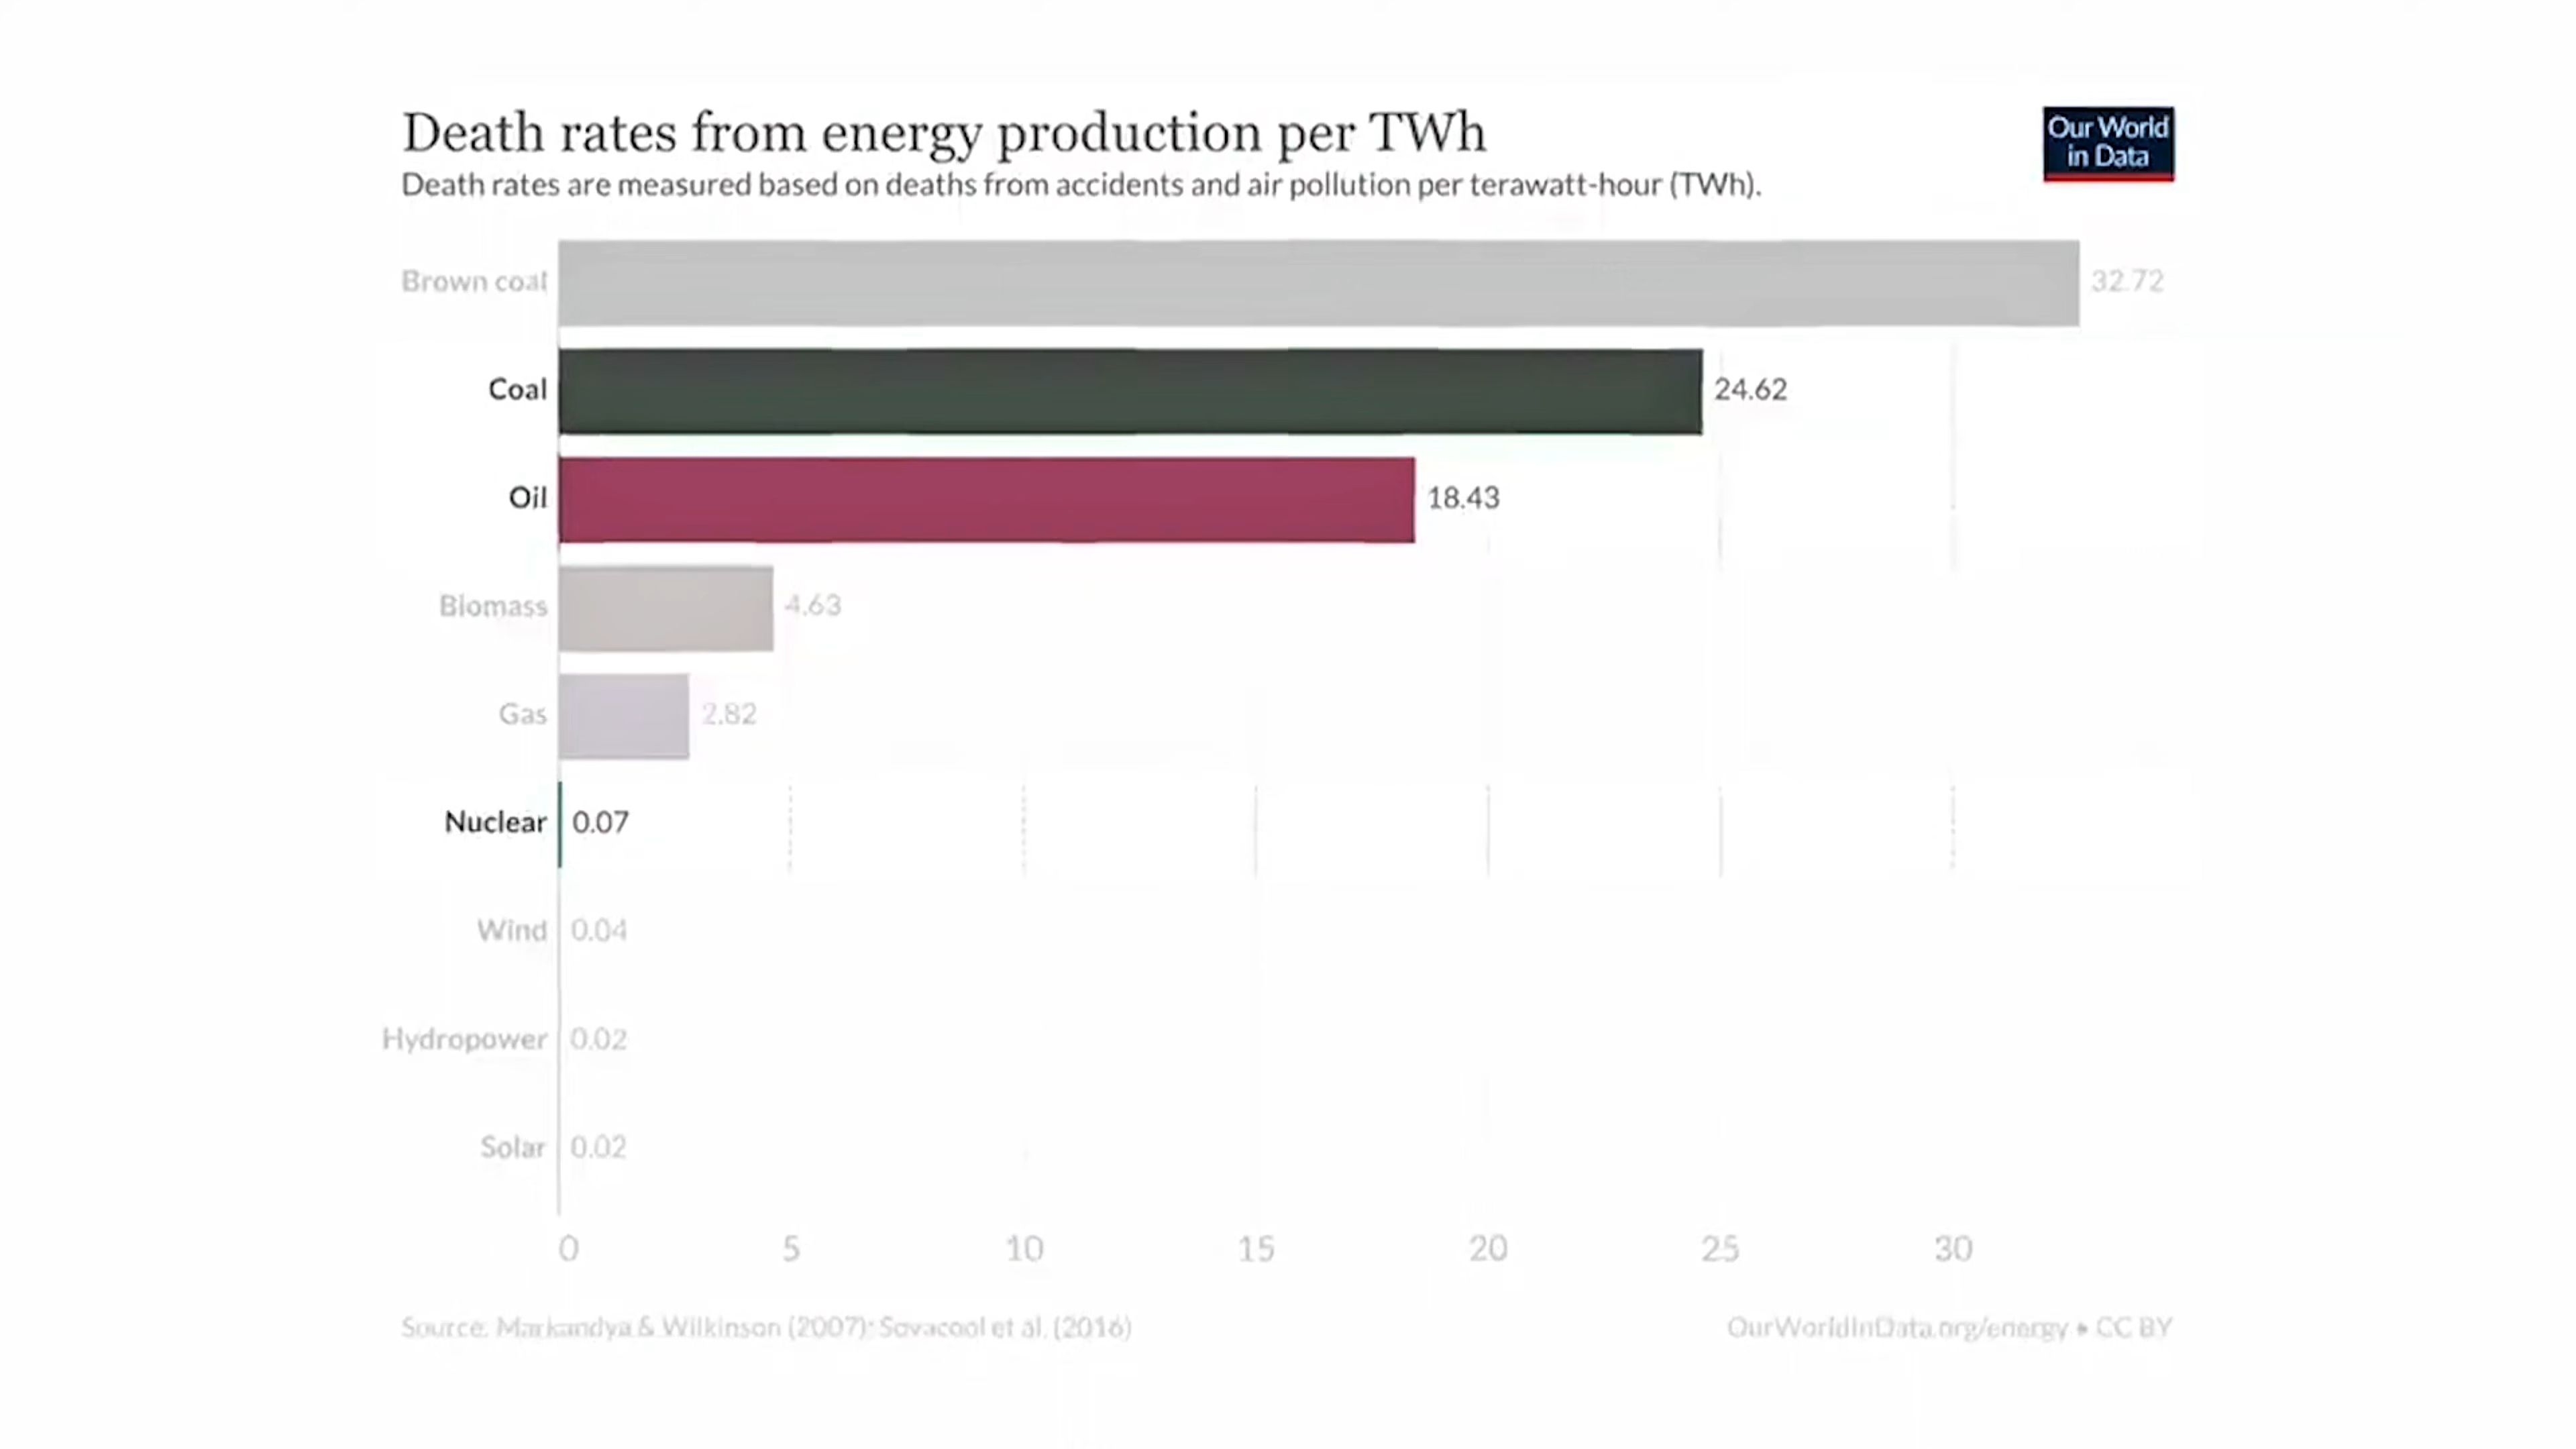 Death rates from energy production per TWh
Our World
in Data
Death rates are measured based on deaths from accidents and air pollution per terawatt-hour (TWh).
Brown coal 32.72
Coal 24.62
Oil 18.43
Biomass 4.63
Gas 2.82
Nuclear 0.07
Wind 0.04
Hydropower 0.02
Solar 0.02
0 5 10 15 20 25 30
Source: Markandya & Wilkinson (2007); Sovacool et al. (2016)
OurWorldInData.org/energy • CC BY